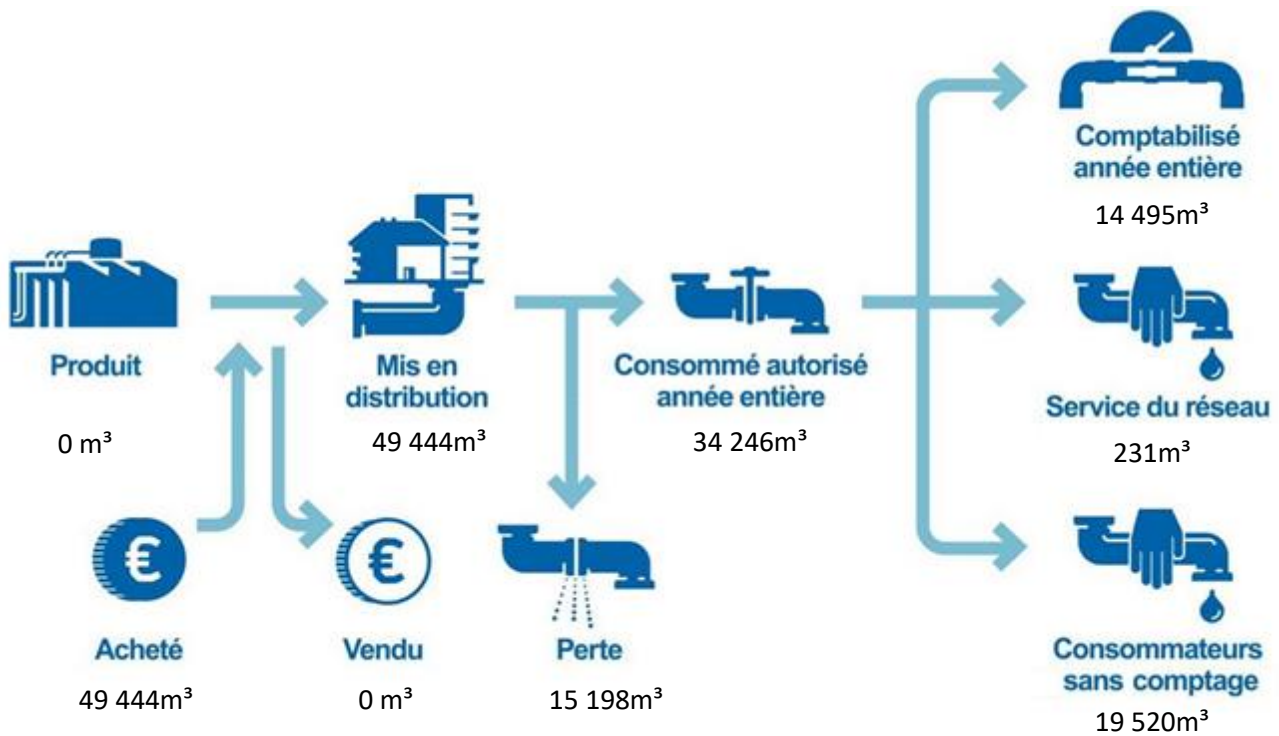 Comptabilisé
année entière
14 495m³
Produit
0 m³
Mis en
distribution
49 444m³
Consommé autorisé
année entière
34 246m³
Service du réseau
231m³
€
Acheté
49 444m³
€
Vendu
0 m³
Perte
15 198m³
Consommateurs
sans comptage
19 520m³